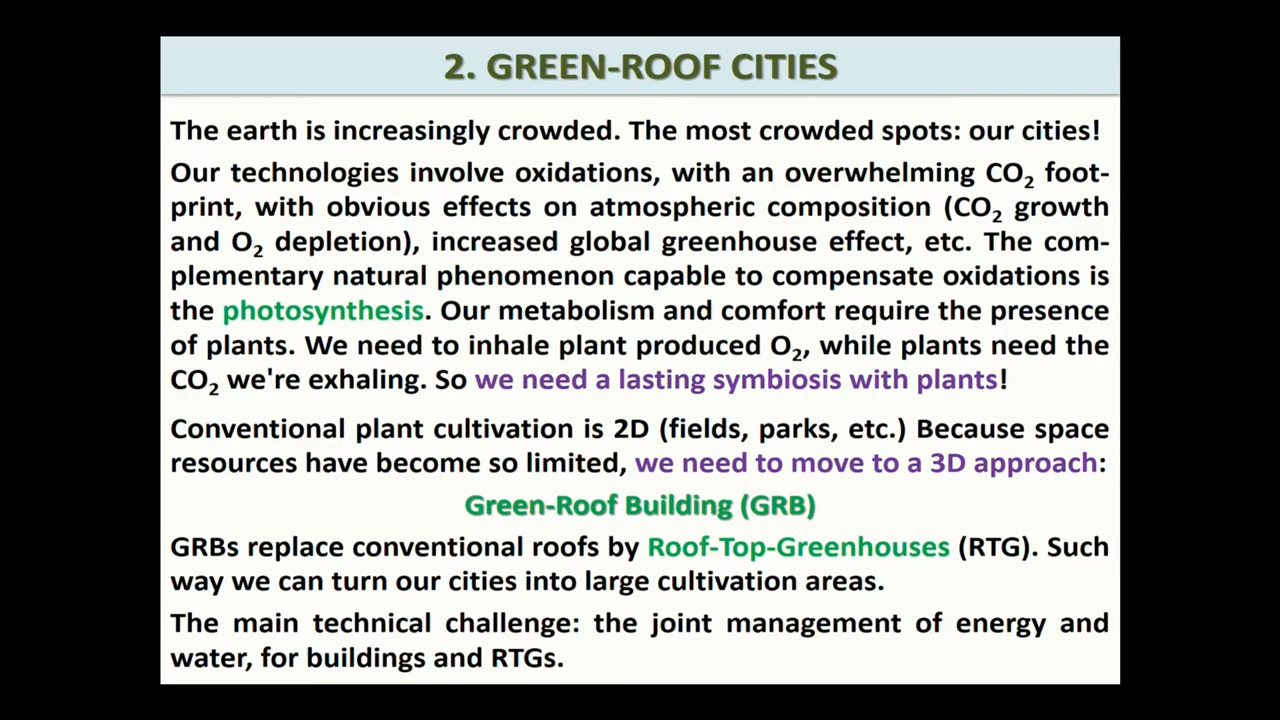 2. GREEN-ROOF CITIES
The earth is increasingly crowded. The most crowded spots: our cities!
Our technologies involve oxidations, with an overwhelming CO₂ foot-
print, with obvious effects on atmospheric composition (CO₂ growth
and O₂ depletion), increased global greenhouse effect, etc. The com-
plementary natural phenomenon capable to compensate oxidations is
the photosynthesis. Our metabolism and comfort require the presence
of plants. We need to inhale plant produced O₂, while plants need the
CO₂ we're exhaling. So we need a lasting symbiosis with plants!
Conventional plant cultivation is 2D (fields, parks, etc.) Because space
resources have become so limited, we need to move to a 3D approach:
Green-Roof Building (GRB)
GRBs replace conventional roofs by Roof-Top-Greenhouses (RTG). Such
way we can turn our cities into large cultivation areas.
The main technical challenge: the joint management of energy and
water, for buildings and RTGs.